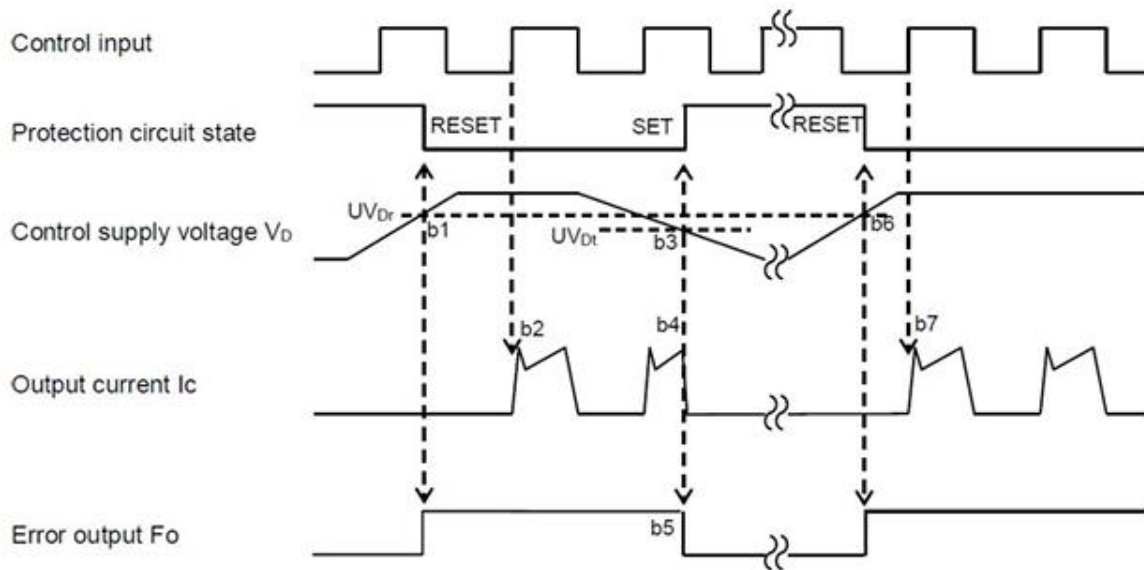 Control input
Protection circuit state
RESET
SET
RESET
Control supply voltage VD
UVDr
b1
UVDt
b3
b6
Output current Ic
b2
b4
b7
Error output Fo
b5